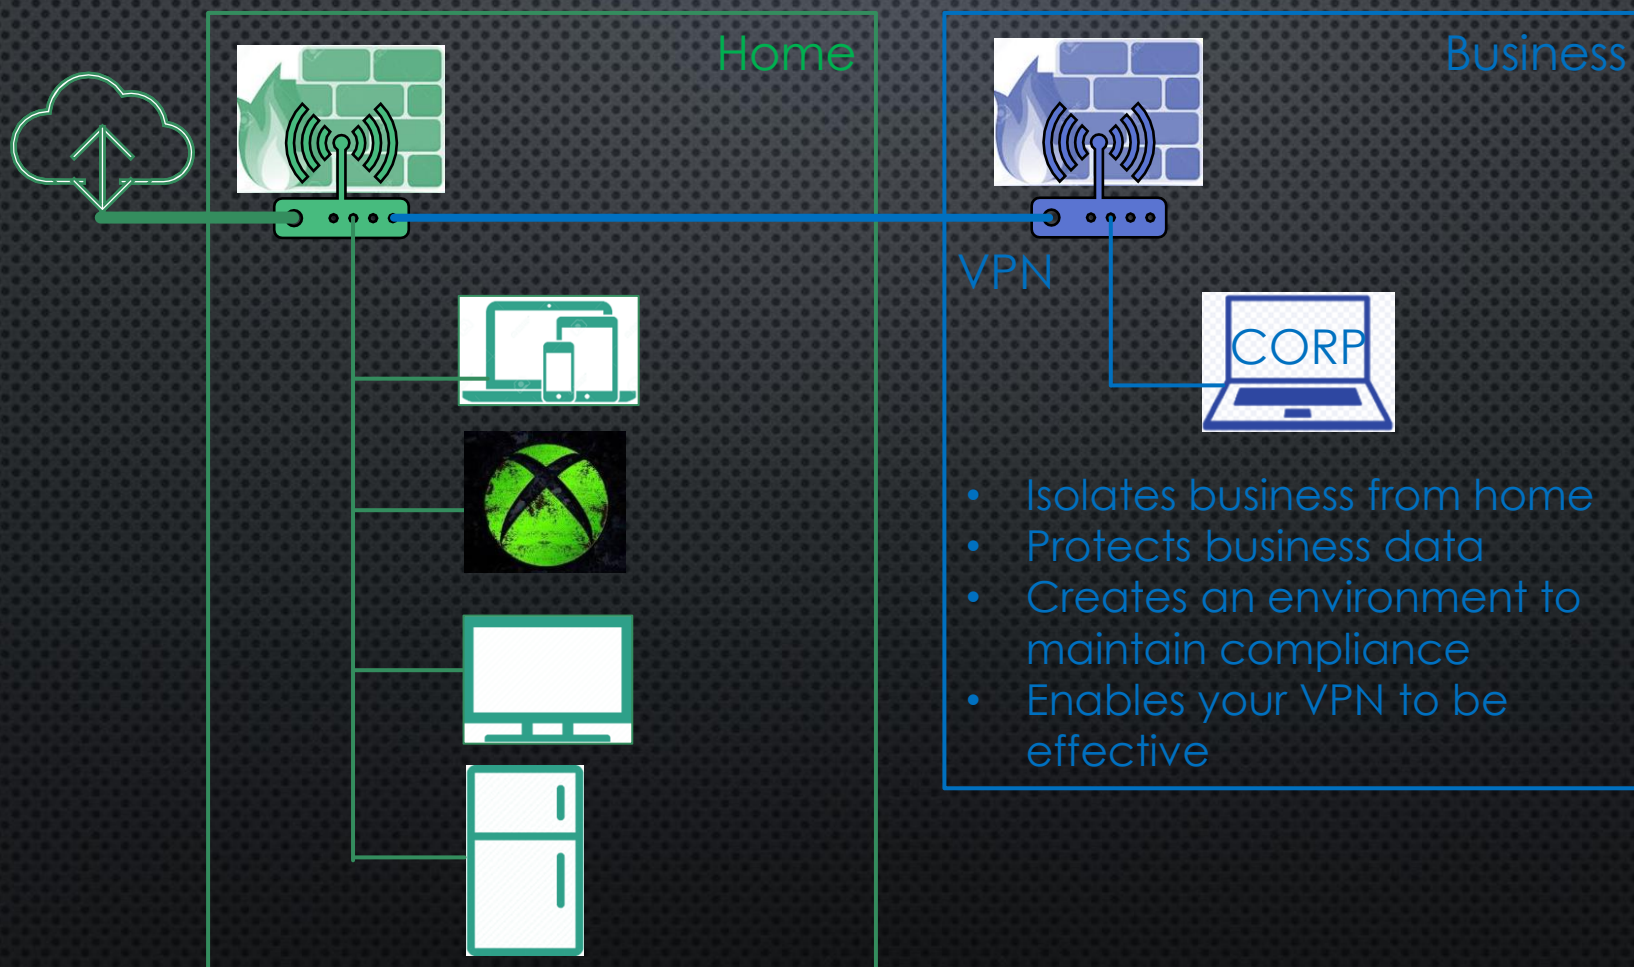 Home
Business
VPN
CORP
• Isolates business from home
• Protects business data
• Creates an environment to
maintain compliance
• Enables your VPN to be
effective